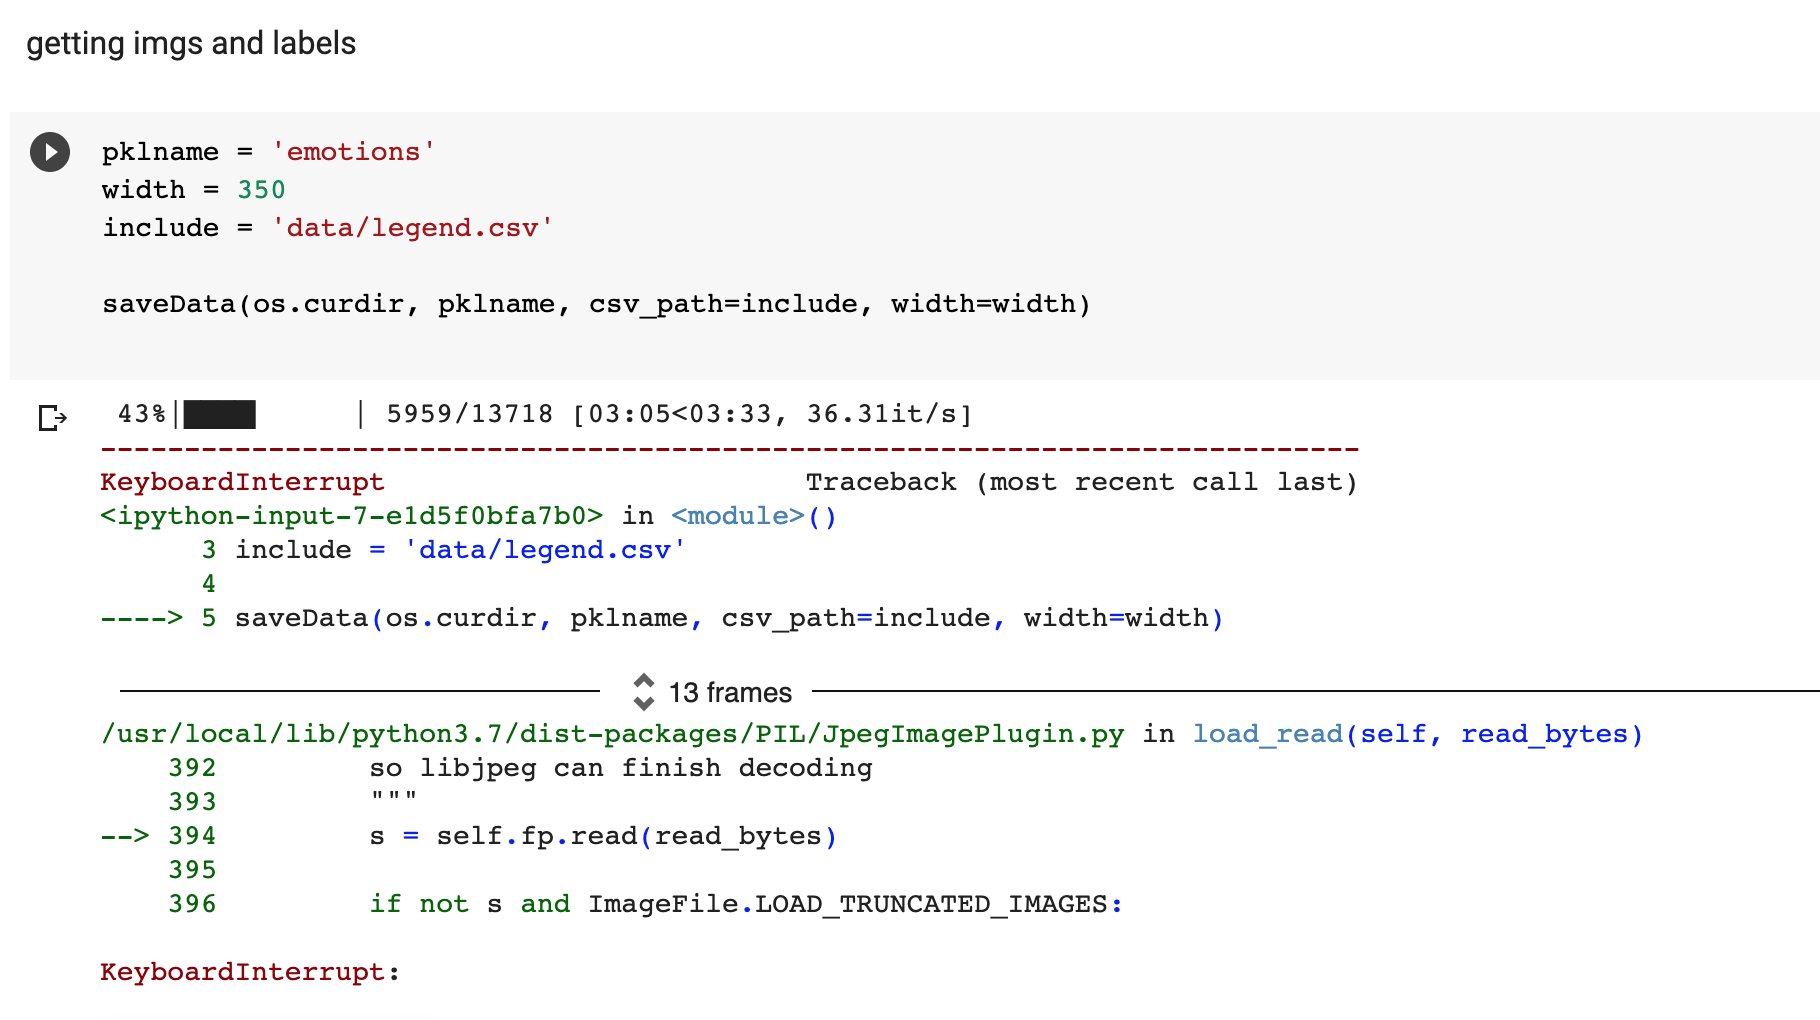 getting imgs and labels
pklname = 'emotions'
width = 350
include = 'data/legend.csv'
saveData(os.curdir, pklname, csv_path=include, width=width)
43%|████      | 5959/13718 [03:05<03:33, 36.31it/s]
---------------------------------------------------------------------------
KeyboardInterrupt                         Traceback (most recent call last)
<ipython-input-7-e1d5f0bfa7b0> in <module>()
      3 include = 'data/legend.csv'
      4
----> 5 saveData(os.curdir, pklname, csv_path=include, width=width)
13 frames
/usr/local/lib/python3.7/dist-packages/PIL/JpegImagePlugin.py in load_read(self, read_bytes)
    392         so libjpeg can finish decoding
    393         """
--> 394         s = self.fp.read(read_bytes)
    395
    396         if not s and ImageFile.LOAD_TRUNCATED_IMAGES:
KeyboardInterrupt: